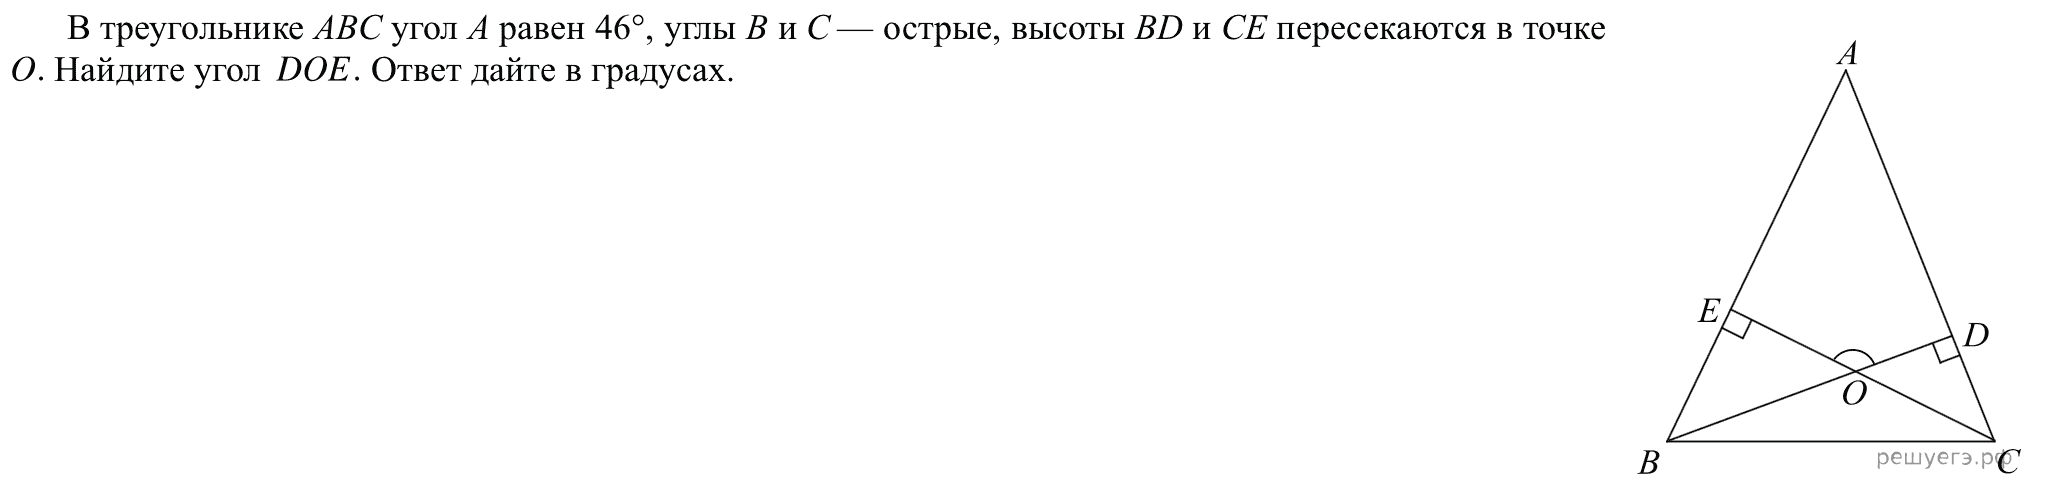 В треугольнике ABC угол A равен 46°, углы B и C — острые, высоты BD и CE пересекаются в точке
O. Найдите угол DOE. Ответ дайте в градусах.
A
E
D
O
B
C
решуегэ.рф